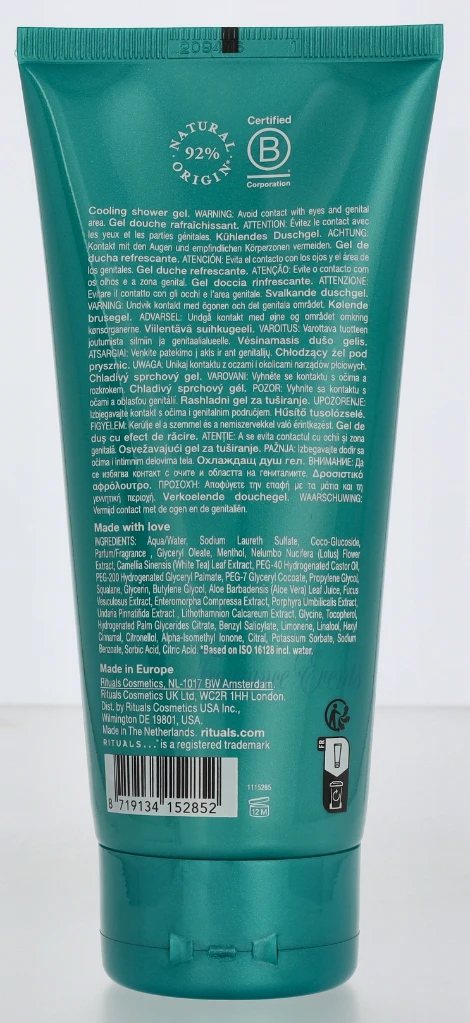 Certified
B
Corporation
NATURAL
92%
ORIGIN*
Cooling shower gel. WARNING: Avoid contact with eyes and genital
area. Gel douche rafraîchissant. ATTENTION: Évitez le contact avec
les yeux et les parties génitales. Kühlendes Duschgel. ACHTUNG:
Kontakt mit den Augen und empfindlichen Körperzonen vermeiden. Gel de
ducha refrescante. ATENCIÓN: Evita el contacto con los ojos y el área de
los genitales. Gel duche refrescante. ATENÇÃO: Evite o contacto com
os olhos e a zona genital. Gel doccia rinfrescante. ATTENZIONE:
Evitare il contatto con gli occhi e l'area genitale. Svalkande duschgel.
VARNING: Undvik kontakt med ögonen och det genitala området. Kølende
brusegel. ADVARSEL: Undgå kontakt med øjne og området omkring
kønsorganerne. Viilentävä suihkugeeli. VAROITUS: Varottava tuotteen
joutumista silmiin ja genitaalialueelle. Vėsinamasis dušo gelis.
ATSARGIAI: Venkite patekimo į akis ir ant genitalijų. Chłodzący żel pod
prysznic. UWAGA: Unikaj kontaktu z oczami i okolicami narządów płciowych.
Chladivý sprchový gel. VAROVANI: Vyhněte se kontaktu s očima a
rozkrokem. Chladivý sprchový gél. POZOR: Vyhnite sa kontaktu s
očami a oblasťou genitálií. Rashladni gel za tuširanje. UPOZORENJE:
Izbjegavajte kontakt s očima i genitalnim područjem. Hűsítő tusolózselé.
FIGYELEM: Kerülje el a szemmel és a nemiszervekkel való érintkezést. Gel de
duș cu efect de răcire. ATENȚIE: A se evita contactul cu ochii și zona
genitală. Osvežavajući gel za tuširanje. PAŽNJA: Izbegavajte dodir sa
očima i intimnim delovima tela. Охлаждащ душ гел. ВНИМАНИЕ: Да
се избягва контакт с очите и областта на гениталиите. Δροσιστικό
αφρόλουτρο. ΠΡΟΣΟΧΗ: Αποφύγετε την επαφή με τα μάτια και τη
γεννητική περιοχή. Verkoelende douchegel. WAARSCHUWING:
Vermijd contact met de ogen en de genitaliën.
Made with love
INGREDIENTS: Aqua/Water, Sodium Laureth Sulfate, Coco-Glucoside,
Parfum/Fragrance, Glyceryl Oleate, Menthol, Nelumbo Nucifera (Lotus) Flower
Extract, Camellia Sinensis (White Tea) Leaf Extract, PEG-40 Hydrogenated Castor Oil,
PEG-200 Hydrogenated Glyceryl Palmate, PEG-7 Glyceryl Cocoate, Propylene Glycol,
Squalane, Glycerin, Butylene Glycol, Aloe Barbadensis (Aloe Vera) Leaf Juice, Fucus
Vesiculosus Extract, Enteromorpha Compressa Extract, Porphyra Umbilicalis Extract,
Undaria Pinnatifida Extract, Lithothamnion Calcareum Extract, Glycine, Tocopherol,
Hydrogenated Palm Glycerides Citrate, Benzyl Salicylate, Limonene, Linalool, Hexyl
Cinnamal, Citronellol, Alpha-Isomethyl Ionone, Citral, Potassium Sorbate, Sodium
Benzoate, Sorbic Acid, Citric Acid. *Based on ISO 16128 incl. water.
Made in Europe
Rituals Cosmetics, NL-1017 BW Amsterdam.
Rituals Cosmetics UK Ltd, WC2R 1HH London.
Dist. by Rituals Cosmetics USA Inc.,
Wilmington DE 19801, USA.
Made in The Netherlands. rituals.com
RITUALS...® is a registered trademark
FR
1115265
8 719134 152852
12 M